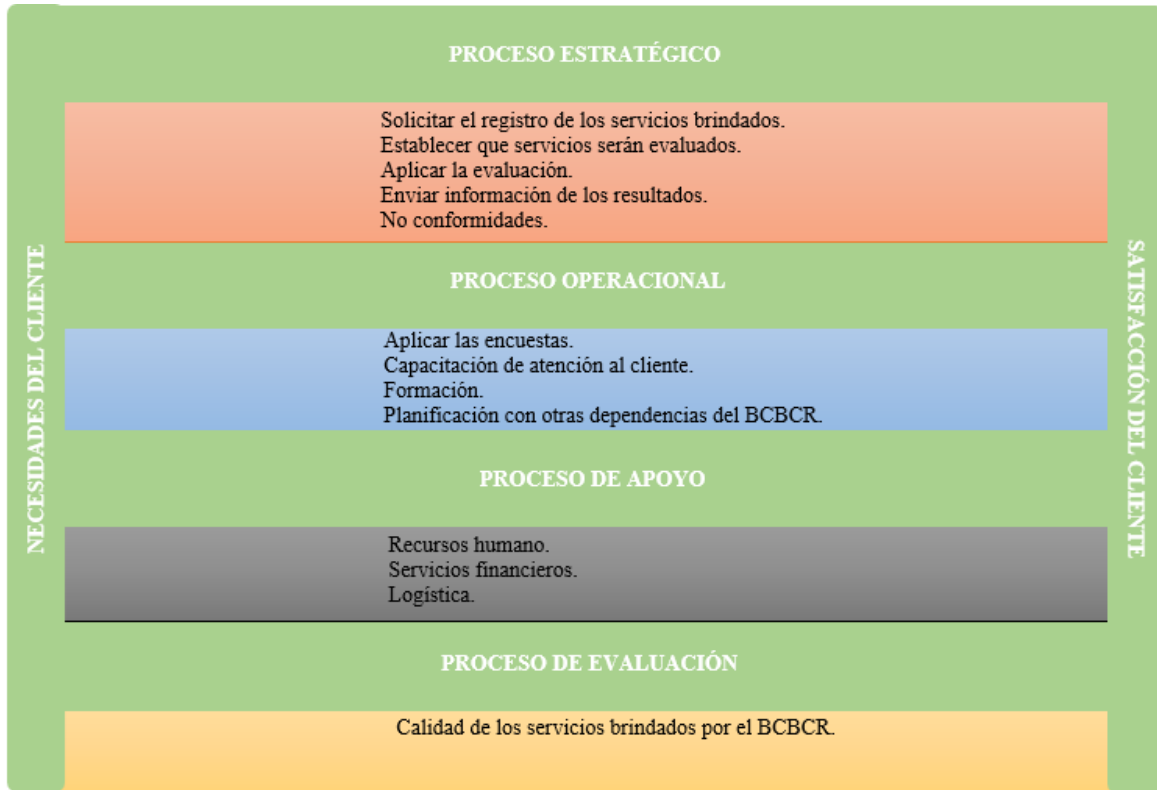 PROCESO ESTRATÉGICO
Solicitar el registro de los servicios brindados.
Establecer que servicios serán evaluados.
Aplicar la evaluación.
Enviar información de los resultados.
No conformidades.
NECESIDADES DEL CLIENTE
SATISFACCIÓN DEL CLIENTE
PROCESO OPERACIONAL
Aplicar las encuestas.
Capacitación de atención al cliente.
Formación.
Planificación con otras dependencias del BCBCR.
PROCESO DE APOYO
Recursos humano.
Servicios financieros.
Logística.
PROCESO DE EVALUACIÓN
Calidad de los servicios brindados por el BCBCR.